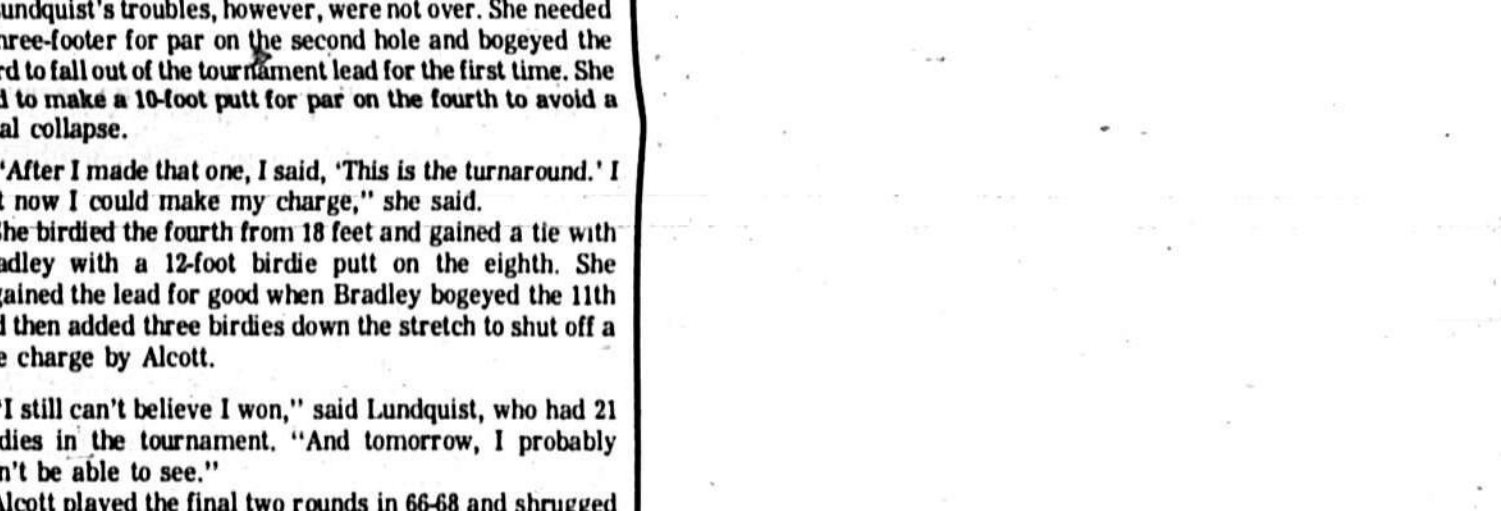 undquist's troubles, however, were not over. She needed
hree-footer for par on the second hole and bogeyed the
rd to fall out of the tournament lead for the first time. She
d to make a 10-foot putt for par on the fourth to avoid a
al collapse.
"After I made that one, I said, 'This is the turnaround.' I
t now I could make my charge," she said.
She birdied the fourth from 18 feet and gained a tie with
adley with a 12-foot birdie putt on the eighth. She
gained the lead for good when Bradley bogeyed the 11th
d then added three birdies down the stretch to shut off a
e charge by Alcott.
"I still can't believe I won," said Lundquist, who had 21
dies in the tournament. "And tomorrow, I probably
n't be able to see."
Alcott played the final two rounds in 66-68 and shrugged